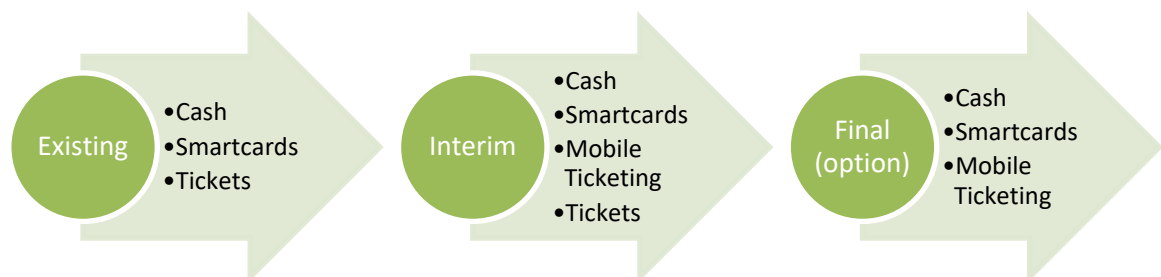 Existing
•Cash
•Smartcards
•Tickets
Interim
•Cash
•Smartcards
•Mobile
Ticketing
•Tickets
Final
(option)
•Cash
•Smartcards
•Mobile
Ticketing